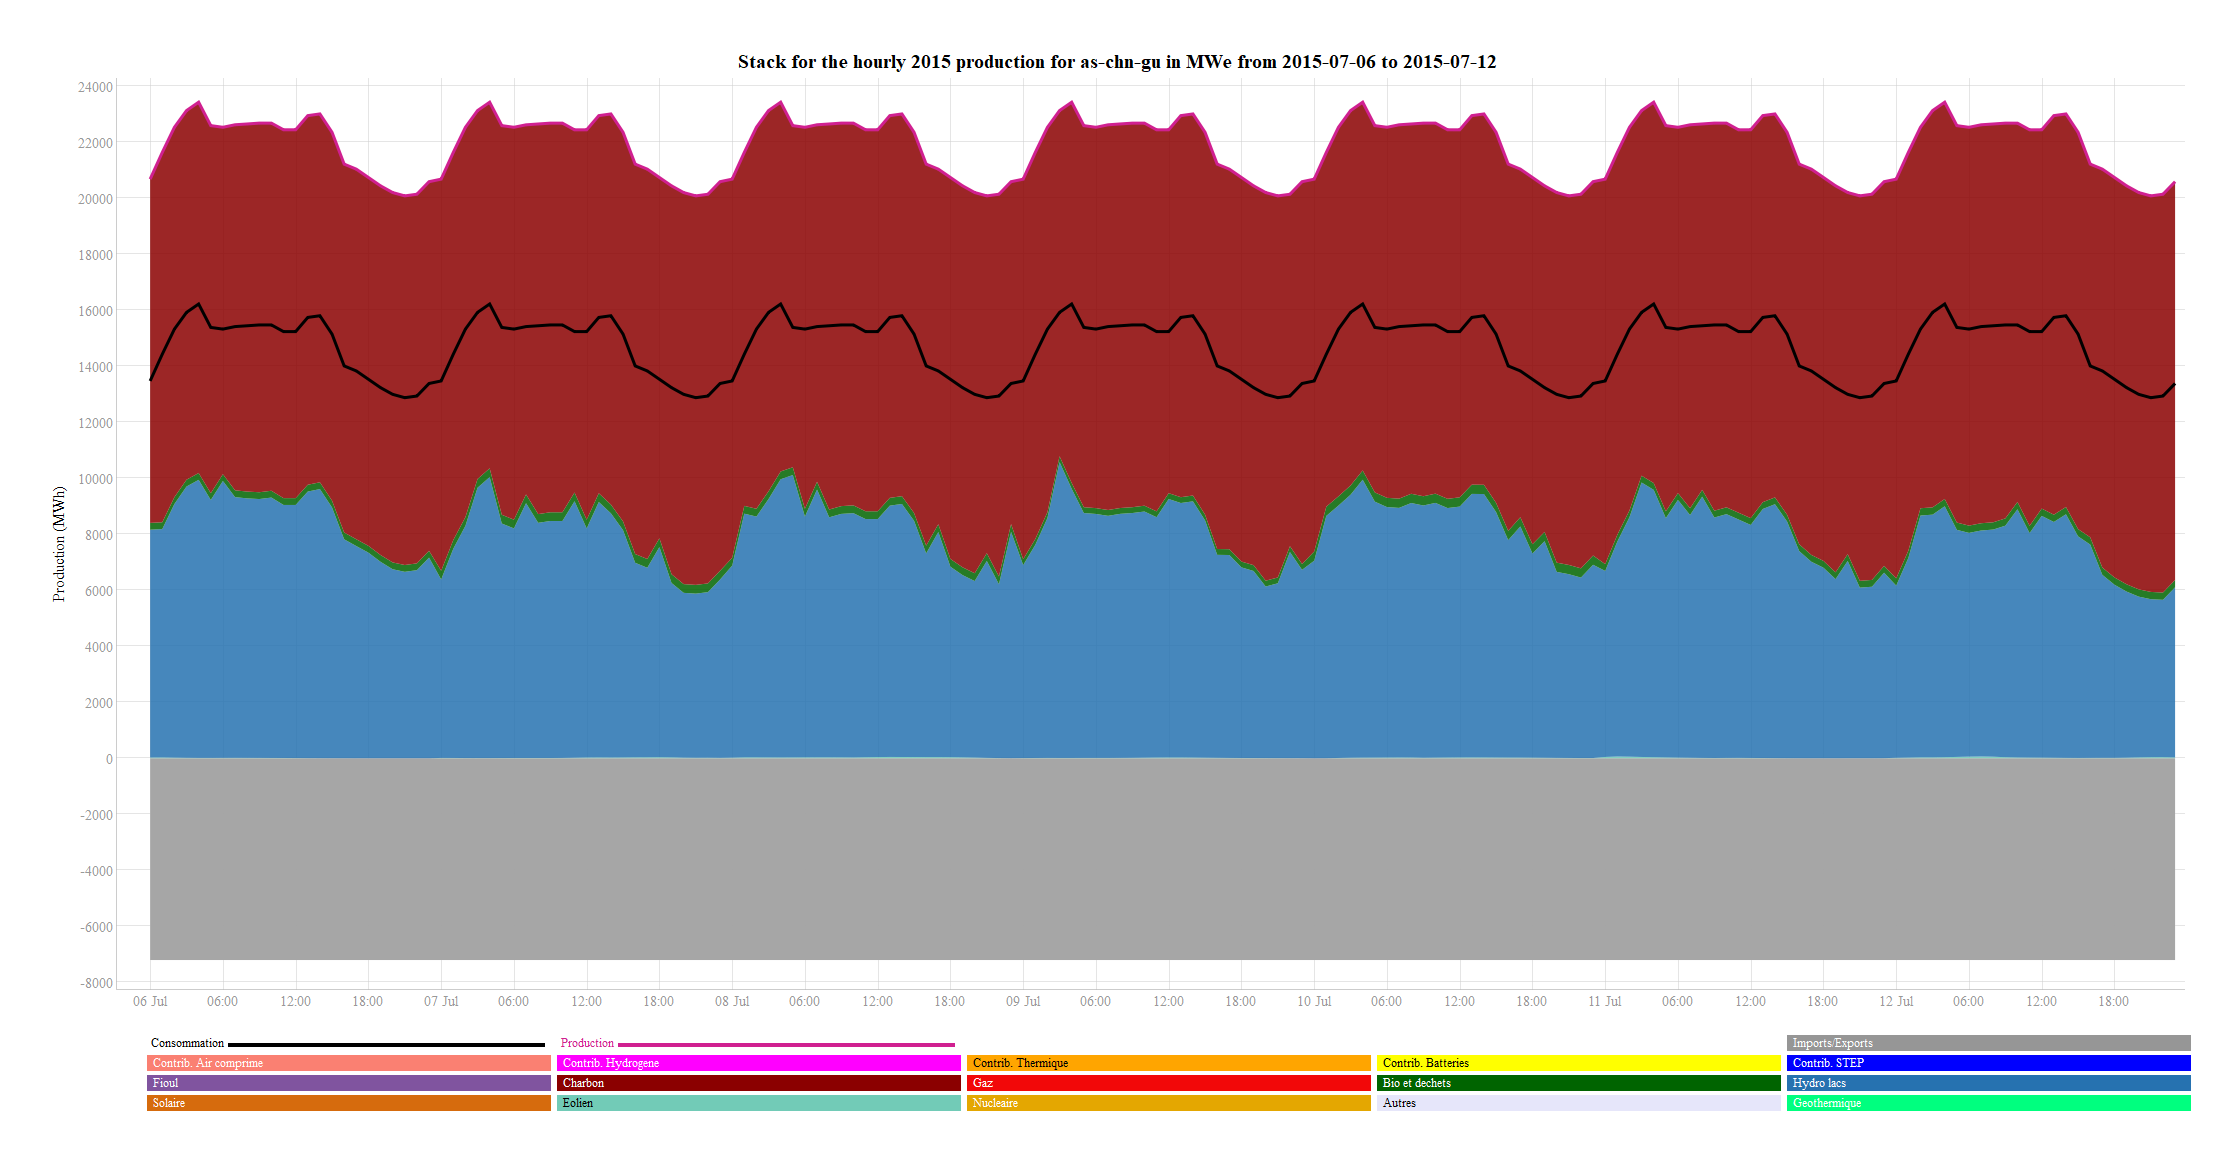 Stack for the hourly 2015 production for as-chn-gu in MWe from 2015-07-06 to 2015-07-12
24000
22000
20000
18000
16000
14000
12000
10000
8000
6000
4000
2000
0
-2000
-4000
-6000
-8000
Production (MWh)
06 Jul 06:00 12:00 18:00 07 Jul 06:00 12:00 18:00 08 Jul 06:00 12:00 18:00 09 Jul 06:00 12:00 18:00 10 Jul 06:00 12:00 18:00 11 Jul 06:00 12:00 18:00 12 Jul 06:00 12:00 18:00
Consommation Production Imports/Exports
Contrib. Air comprime Contrib. Hydrogene Contrib. Thermique Contrib. Batteries Contrib. STEP
Fioul Charbon Gaz Bio et dechets Hydro lacs
Solaire Eolien Nucleaire Autres Geothermique